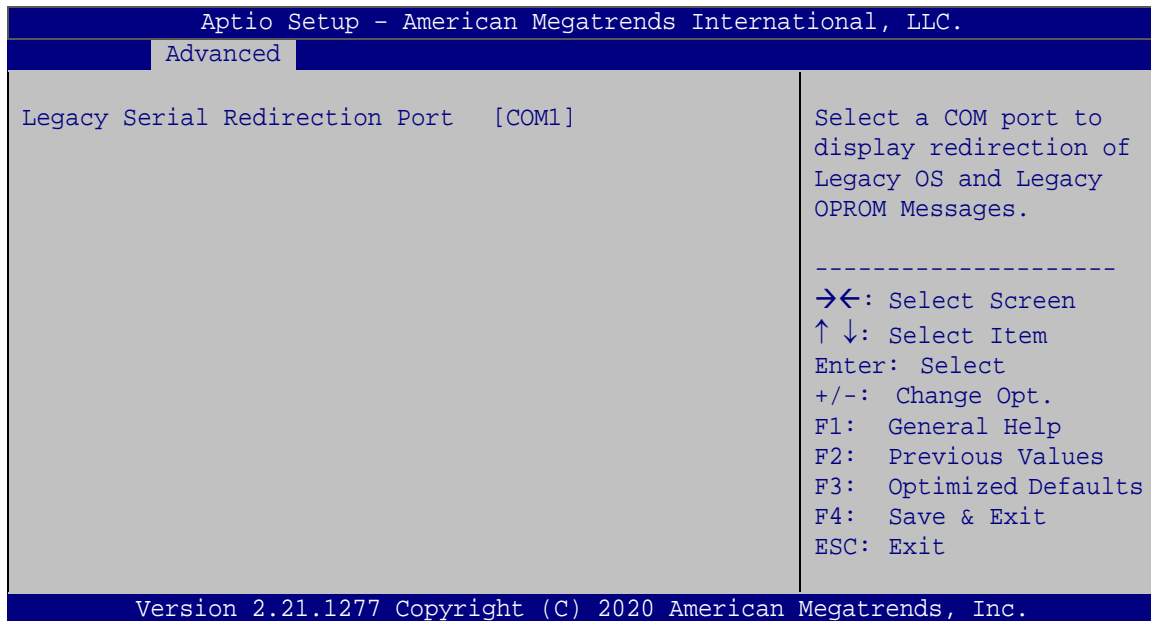 Aptio Setup – American Megatrends International, LLC.
Advanced
Legacy Serial Redirection Port [COM1]
Select a COM port to
display redirection of
Legacy OS and Legacy
OPROM Messages.
---------------------
→←: Select Screen
↑ ↓: Select Item
Enter: Select
+/-: Change Opt.
F1: General Help
F2: Previous Values
F3: Optimized Defaults
F4: Save & Exit
ESC: Exit
Version 2.21.1277 Copyright (C) 2020 American Megatrends, Inc.